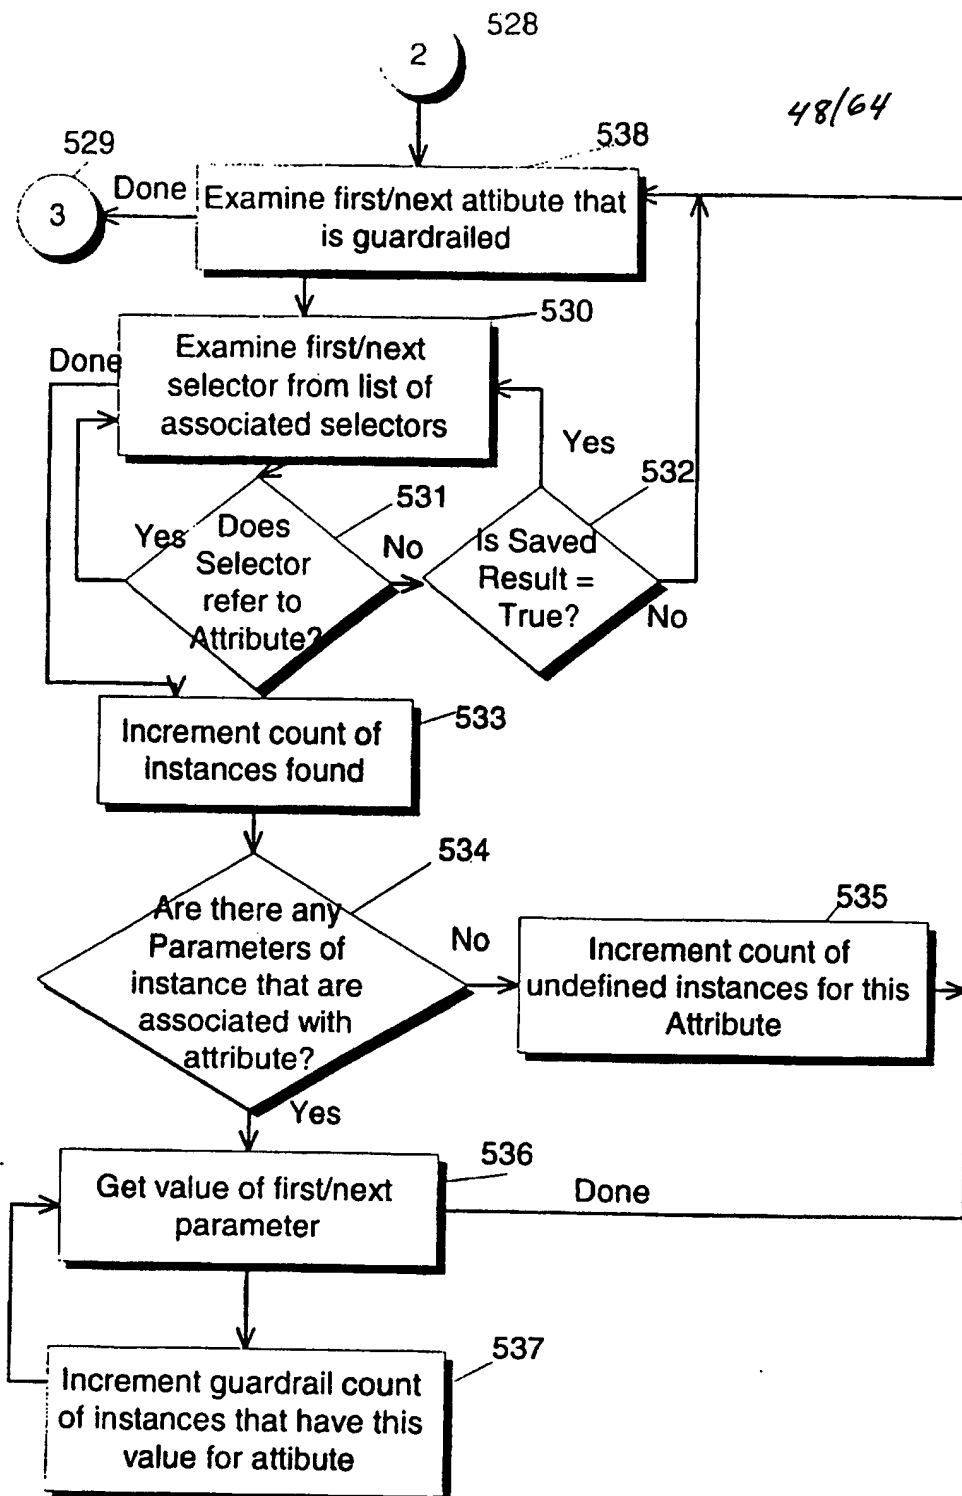 528
2
48/64
538
529
Done
3
Examine first/next attibute that
is guardrailed
530
Done
Examine first/next
selector from list of
associated selectors
Yes
532
531
Yes
Does
Selector
refer to
Attribute?
No
Is Saved
Result =
True?
No
533
Increment count of
instances found
534
Are there any
Parameters of
instance that are
associated with
attribute?
No
535
Increment count of
undefined instances for this
Attribute
Yes
536
Get value of first/next
parameter
Done
537
Increment guardrail count
of instances that have this
value for attibute